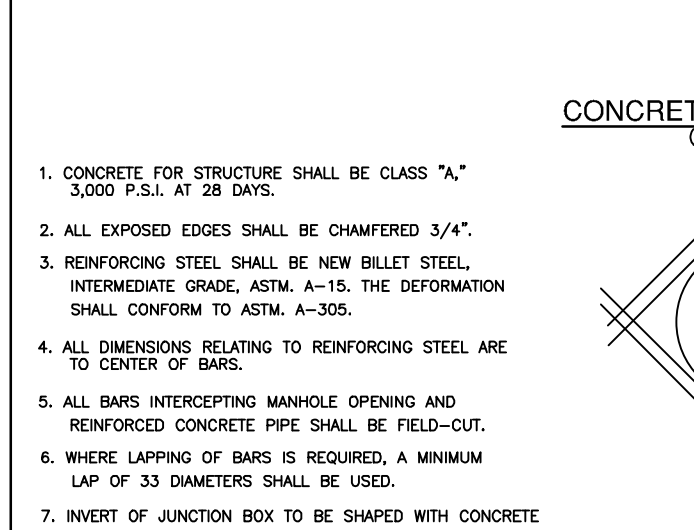 CONCRET
1. CONCRETE FOR STRUCTURE SHALL BE CLASS "A,"
3,000 P.S.I. AT 28 DAYS.
2. ALL EXPOSED EDGES SHALL BE CHAMFERED 3/4".
3. REINFORCING STEEL SHALL BE NEW BILLET STEEL,
INTERMEDIATE GRADE, ASTM. A-15. THE DEFORMATION
SHALL CONFORM TO ASTM. A-305.
4. ALL DIMENSIONS RELATING TO REINFORCING STEEL ARE
TO CENTER OF BARS.
5. ALL BARS INTERCEPTING MANHOLE OPENING AND
REINFORCED CONCRETE PIPE SHALL BE FIELD-CUT.
6. WHERE LAPPING OF BARS IS REQUIRED, A MINIMUM
LAP OF 33 DIAMETERS SHALL BE USED.
7. INVERT OF JUNCTION BOX TO BE SHAPED WITH CONCRETE